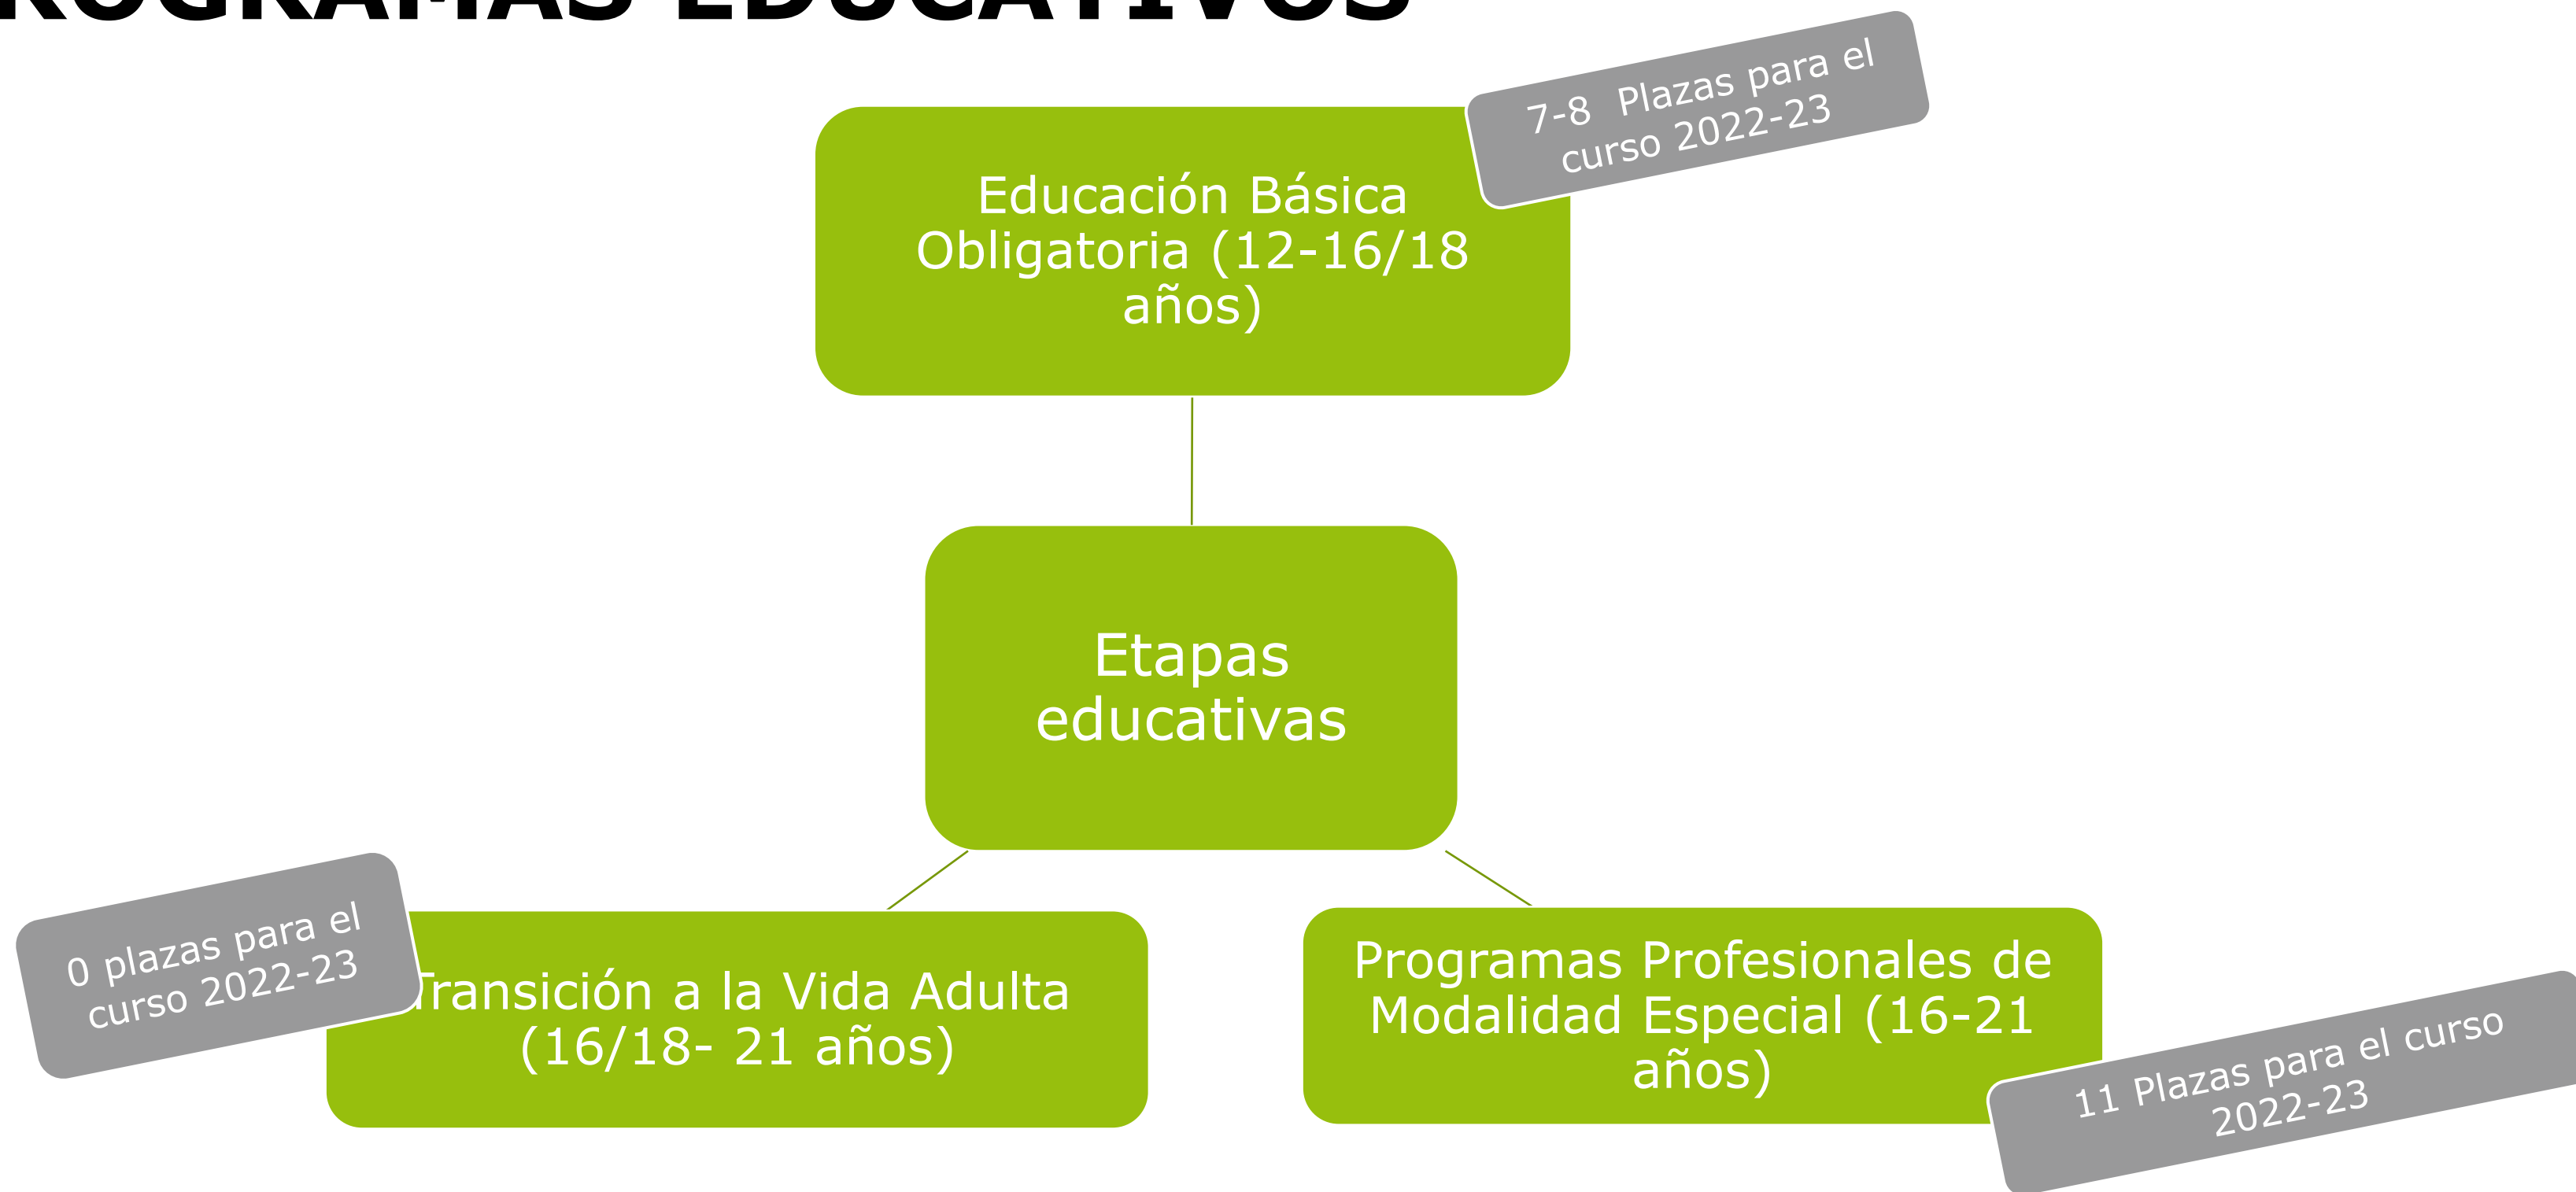 ROGRAMAS EDUCATIVOS
7-8 Plazas para el
curso 2022-23
Educación Básica
Obligatoria (12-16/18
años)
Etapas
educativas
0 plazas para el
curso 2022-23
Transición a la Vida Adulta
(16/18- 21 años)
Programas Profesionales de
Modalidad Especial (16-21
años)
11 Plazas para el curso
2022-23